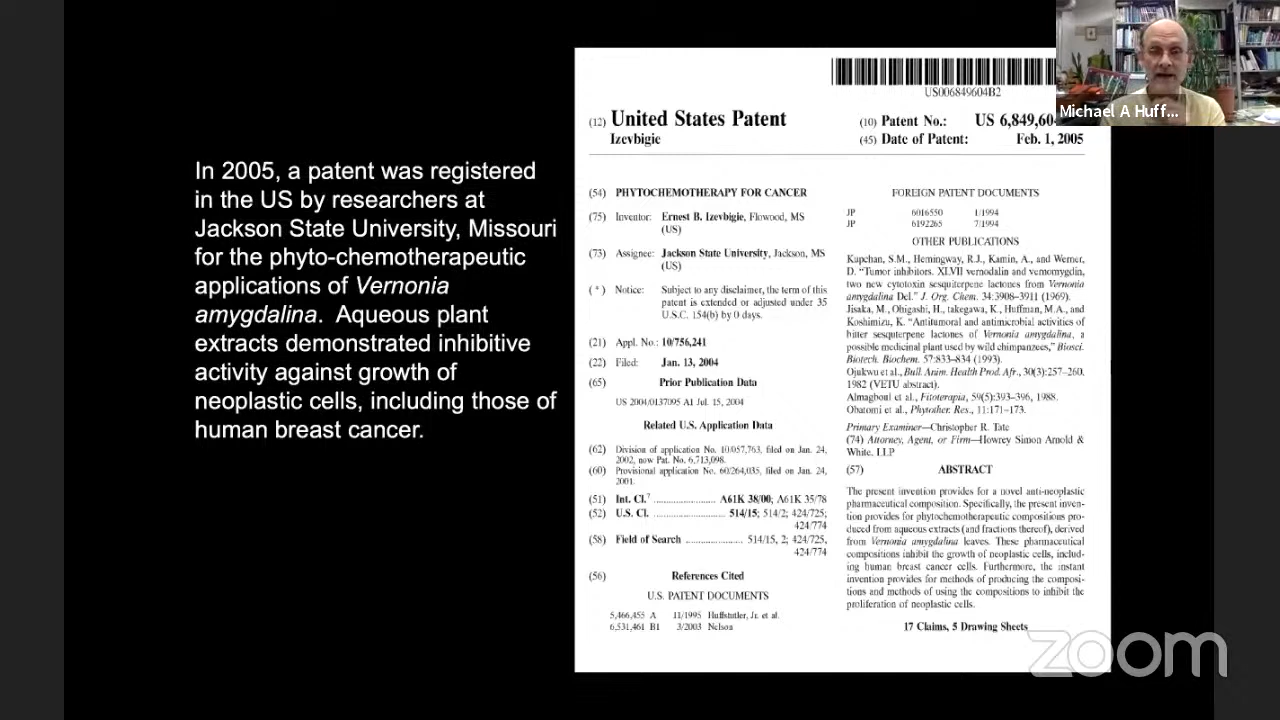 In 2005, a patent was registered
in the US by researchers at
Jackson State University, Missouri
for the phyto-chemotherapeutic
applications of Vernonia
amygdalina.  Aqueous plant
extracts demonstrated inhibitive
activity against growth of
neoplastic cells, including those of
human breast cancer.
US006849604B2
(12) United States Patent
Izevbigie
(10) Patent No.: US 6,849,60
(45) Date of Patent: Feb. 1, 2005
(54) PHYTOCHEMOTHERAPY FOR CANCER
(75) Inventor: Ernest B. Izevbigie, Flowood, MS
(US)
(73) Assignee: Jackson State University, Jackson, MS
(US)
( * ) Notice: Subject to any disclaimer, the term of this
patent is extended or adjusted under 35
U.S.C. 154(b) by 0 days.
(21) Appl. No.: 10/756,241
(22) Filed: Jan. 13, 2004
(65) Prior Publication Data
US 2004/0137095 A1 Jul. 15, 2004
Related U.S. Application Data
(62) Division of application No. 10/057,763, filed on Jan. 24,
2002, now Pat. No. 6,713,098.
(60) Provisional application No. 60/264,035, filed on Jan. 24,
2001.
(51) Int. Cl.7 ........................ A61K 38/00; A61K 35/78
(52) U.S. Cl. ........................ 514/15; 514/2; 424/725;
424/774
(58) Field of Search ........................ 514/15, 2; 424/725,
424/774
(56) References Cited
U.S. PATENT DOCUMENTS
5,466,455 A 11/1995 Huffstutler, Jr. et al.
6,531,461 B1 3/2003 Nelson
FOREIGN PATENT DOCUMENTS
JP 6016550 1/1994
JP 6192265 7/1994
OTHER PUBLICATIONS
Kupchan, S.M., Hemingway, R.J., Kamin, A., and Werner,
D. “Tumor inhibitors. XLVII vernodalin and vernomygdin,
two new cytotoxin sesquiterpene lactones from Vernonia
amygdalina Del.” J. Org. Chem. 34:3908–3911 (1969).
Jisaka, M., Ohigashi, H., takegawa, K., Huffman, M.A., and
Koshimizu, K. “Antitumoral and antimicrobial activities of
bitter sesquterpene lactones of Vernonia amygdalina, a
possible medicinal plant used by wild chimpanzees,” Biosci.
Biotech. Biochem. 57:833–834 (1993).
Ojukwu et al., Bull. Anim. Health Prod. Afr., 30(3):257–260,
1982 (VETU abstract).
Almagboul et al., Fitoterapia, 59(5):393–396, 1988.
Obatomi et al., Phytother. Res., 11:171–173.
Primary Examiner—Christopher R. Tate
(74) Attorney, Agent, or Firm—Howrey Simon Arnold &
White, LLP
(57) ABSTRACT
The present invention provides for a novel anti-neoplastic
pharmaceutical composition. Specifically, the present inven-
tion provides for phytochemotherapeutic compositions pro-
duced from aqueous extracts (and fractions thereof), derived
from Vernonia amygdalina leaves. These pharmaceutical
compositions inhibit the growth of neoplastic cells, includ-
ing human breast cancer cells. Furthermore, the instant
invention provides for methods of producing the composi-
tions and methods of using the compositions to inhibit the
proliferation of neoplastic cells.
17 Claims, 5 Drawing Sheets
Michael A Huff...
zoom